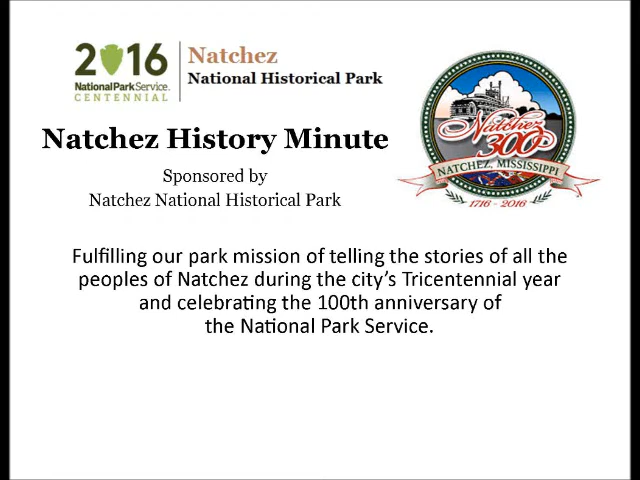 2016
National Park Service
CENTENNIAL
Natchez
National Historical Park
Natchez
300
NATCHEZ, MISSISSIPPI
1716 - 2016
Natchez History Minute
Sponsored by
Natchez National Historical Park
Fulfilling our park mission of telling the stories of all the
peoples of Natchez during the city's Tricentennial year
and celebrating the 100th anniversary of
the National Park Service.